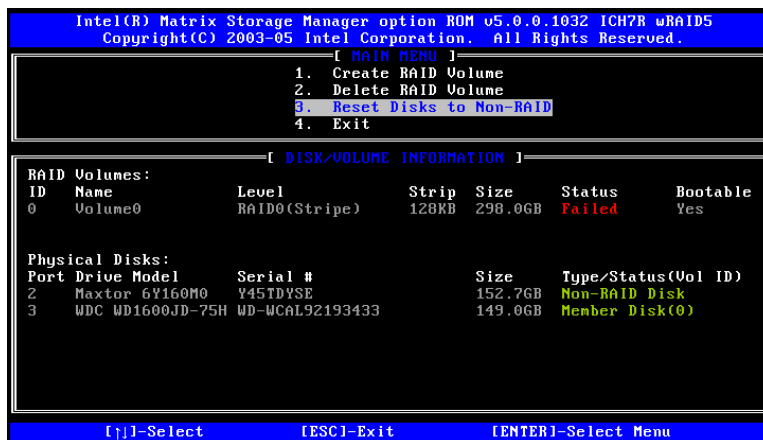 Intel(R) Matrix Storage Manager option ROM v5.0.0.1032 ICH7R wRAID5
Copyright(C) 2003-05 Intel Corporation. All Rights Reserved.
[ MAIN MENU ]
1. Create RAID Volume
2. Delete RAID Volume
3. Reset Disks to Non-RAID
4. Exit
[ DISK/VOLUME INFORMATION ]
RAID Volumes:
ID Name Level Strip Size Status Bootable
0 Volume0 RAID0(Stripe) 128KB 298.0GB Failed Yes
Physical Disks:
Port Drive Model Serial # Size Type/Status(Vol ID)
2 Maxtor 6Y160M0 Y45TDYSE 152.7GB Non-RAID Disk
3 WDC WD1600JD-75H WD-WCAL92193433 149.0GB Member Disk(0)
[↑↓]-Select [ESC]-Exit [ENTER]-Select Menu